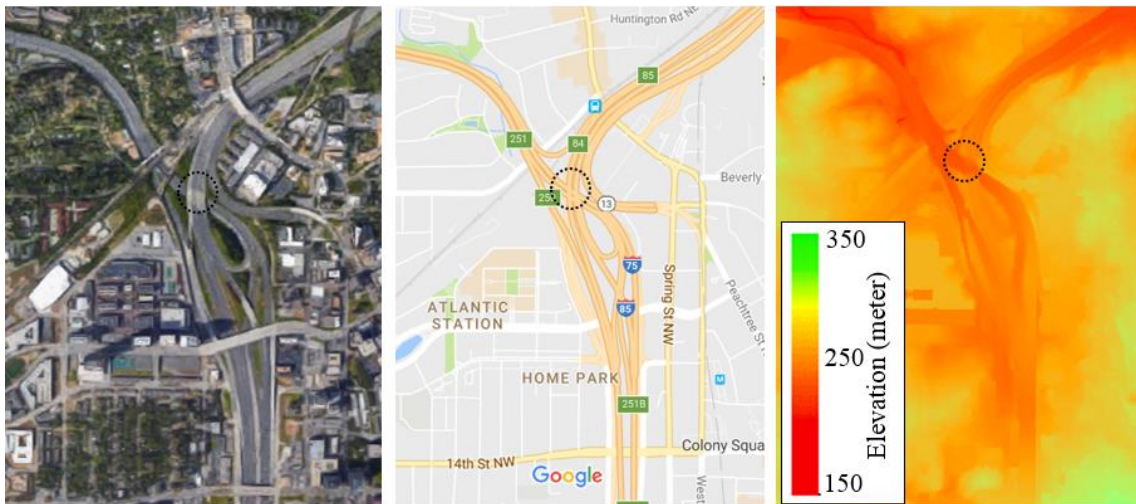 Huntington Rd NE
85
251
84
Beverly
252
13
75
Spring St NW
85
Peachtree St N
ATLANTIC
STATION
HOME PARK
251B
Colony Squa
14th St NW
Google
West
350
250
150
Elevation (meter)